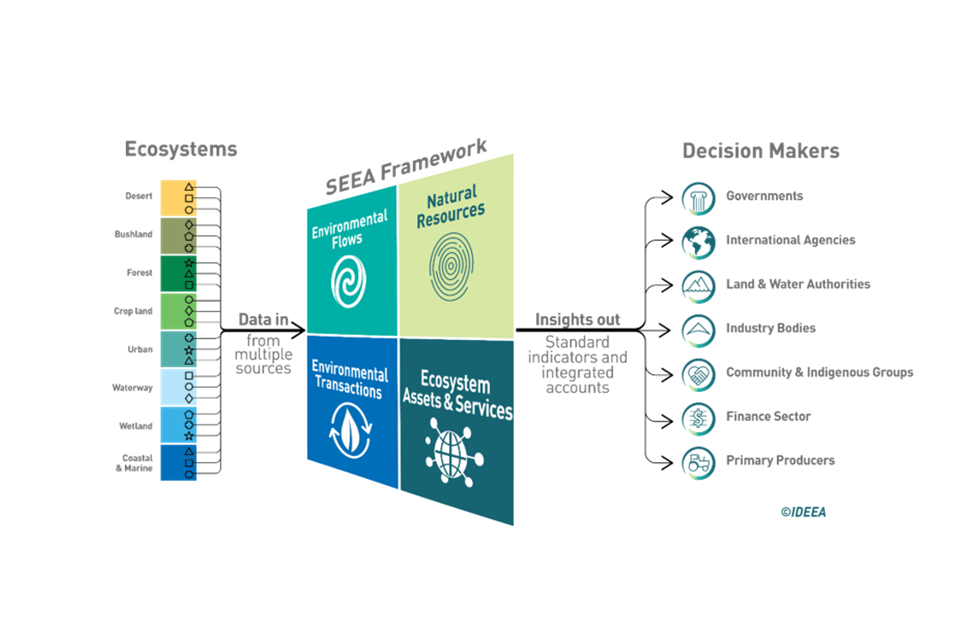 Ecosystems
Desert
Bushland
Forest
Crop land
Urban
Waterway
Wetland
Coastal
& Marine
Data in
from
multiple
sources
SEEA Framework
Environmental
Flows
Natural
Resources
Environmental
Transactions
Ecosystem
Assets & Services
Insights out
Standard
indicators and
integrated
accounts
Decision Makers
Governments
International Agencies
Land & Water Authorities
Industry Bodies
Community & Indigenous Groups
Finance Sector
Primary Producers
©IDEEA